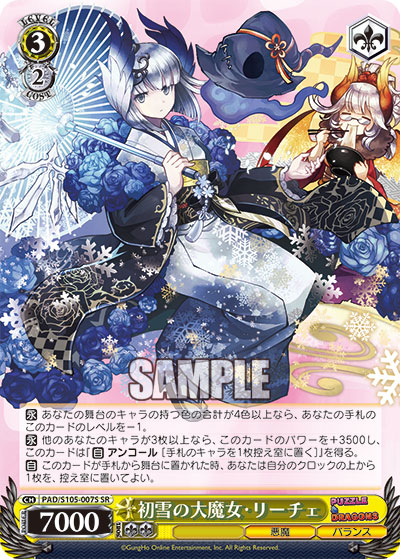 LEVEL
3
2
COST
SAMPLE
永 あなたの舞台のキャラの持つ色の合計が4色以上なら、あなたの手札の
このカードのレベルを－1。
永 他のあなたのキャラが3枚以上なら、このカードのパワーを＋3500し、
このカードは『自 アンコール ［手札のキャラを1枚控え室に置く］』を得る。
自 このカードが手札から舞台に置かれた時、あなたは自分のクロックの上から
1枚を、控え室に置く。
CH PAD/S105-007S SR
初雪の大魔女・リーチェ
PUZZLE & DRAGONS
POWER
7000
SOUL
悪魔
バランス
©GungHo Online Entertainment, Inc. All Rights Reserved.